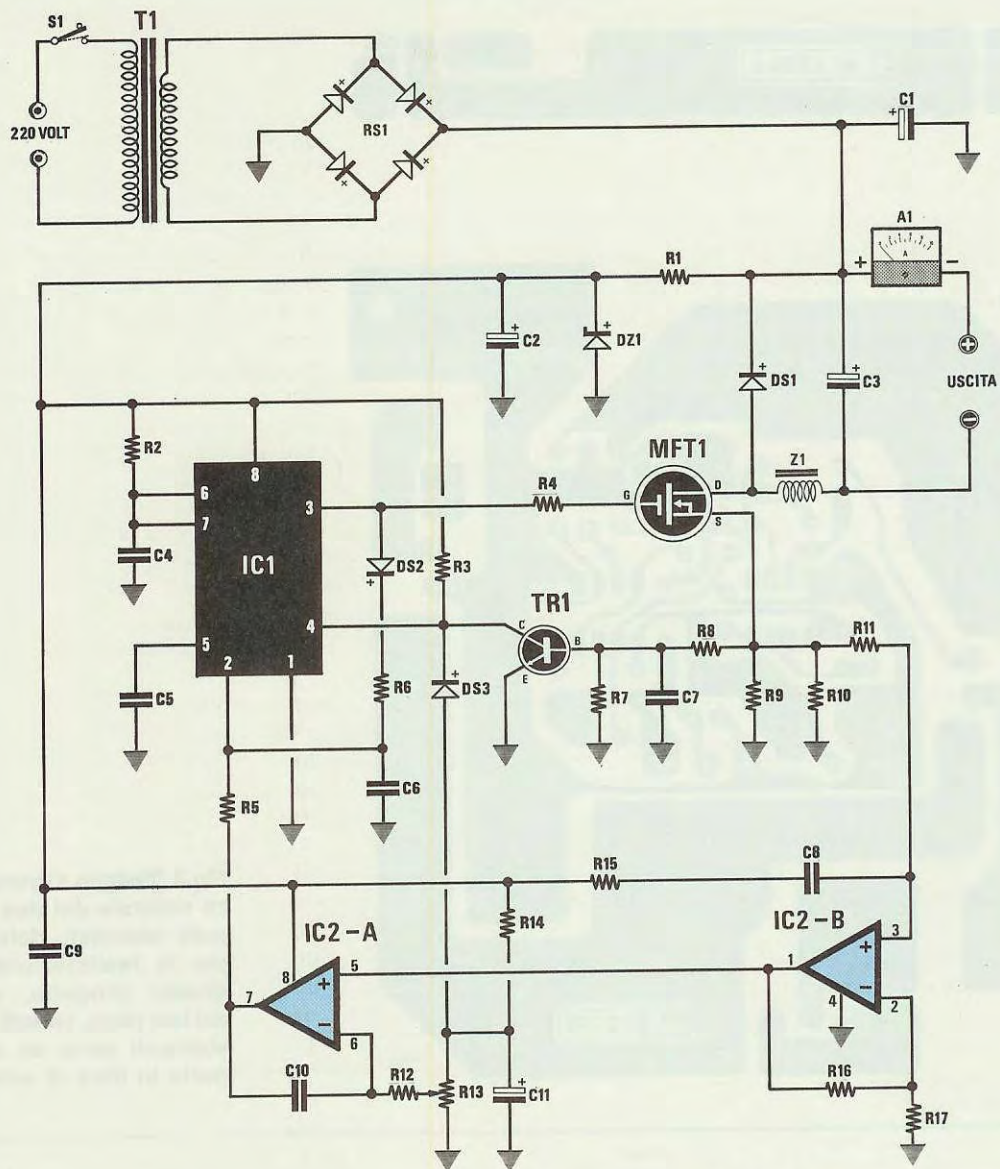 S1
T1
220 VOLT
RS1
C1
A1
A
+
-
R1
C2
DZ1
DS1
C3
USCITA
+
-
R2
8
6
7
3
IC1
C4
5
4
2
1
C5
DS2
R3
R4
MFT1
G
D
S
Z1
TR1
C
B
E
R6
DS3
R7
C7
R8
R9
R10
R11
R5
C6
R15
C8
R14
IC2-A
IC2-B
C9
8
7
+
-
5
6
1
4
+
-
3
2
C10
R12
R13
C11
R16
R17